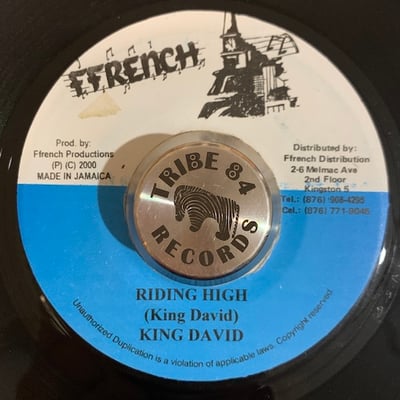 FFRENCH
Prod. by:
Ffrench Productions
(P) (C) 2000
MADE IN JAMAICA
Distributed by:
Ffrench Distribution
2-6 Melmac Ave
2nd Floor
Kingston 5
Tel.: (876) 908-4295
Cel.: (876) 771-9045
TRIBE 84
RECORDS
RIDING HIGH
(King David)
KING DAVID
Unauthorized Duplication is a violation of applicable laws. Copyright reserved.